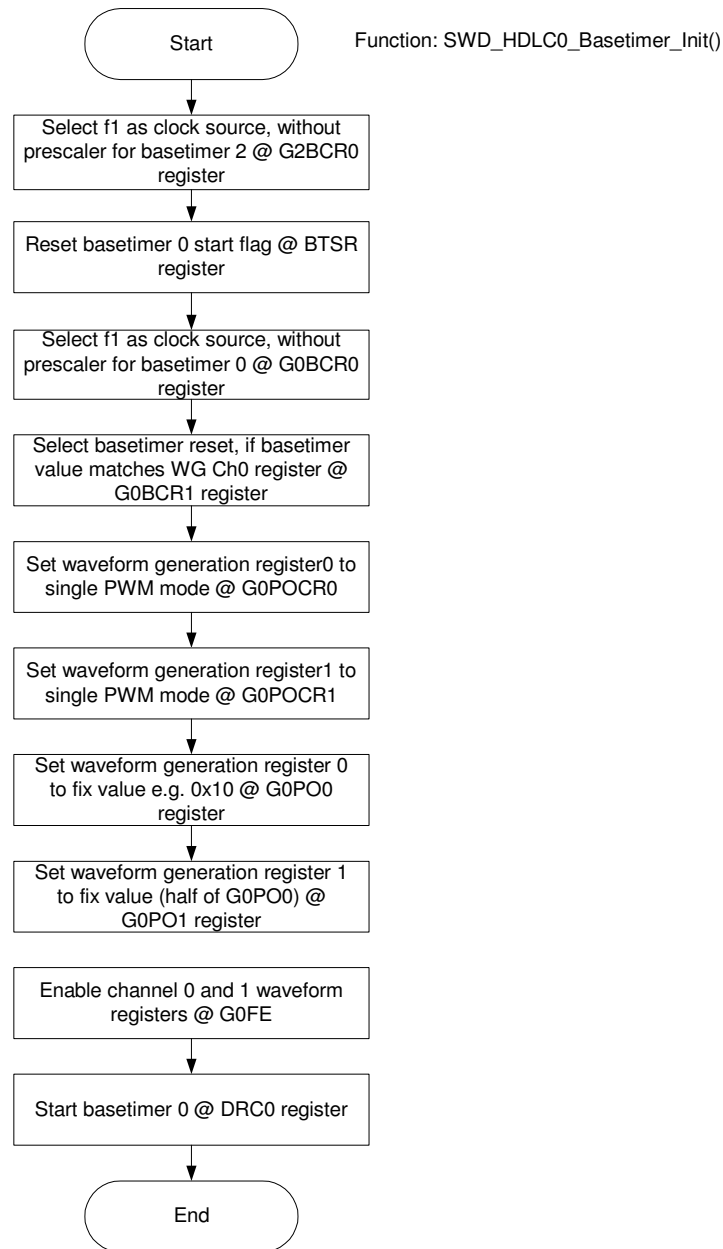 Start
Function: SWD_HDLC0_Basetimer_Init()
Select f1 as clock source, without
prescaler for basetimer 2 @ G2BCR0
register
Reset basetimer 0 start flag @ BTSR
register
Select f1 as clock source, without
prescaler for basetimer 0 @ G0BCR0
register
Select basetimer reset, if basetimer
value matches WG Ch0 register @
G0BCR1 register
Set waveform generation register0 to
single PWM mode @ G0POCR0
Set waveform generation register1 to
single PWM mode @ G0POCR1
Set waveform generation register 0
to fix value e.g. 0x10 @ G0PO0
register
Set waveform generation register 1
to fix value (half of G0PO0) @
G0PO1 register
Enable channel 0 and 1 waveform
registers @ G0FE
Start basetimer 0 @ DRC0 register
End